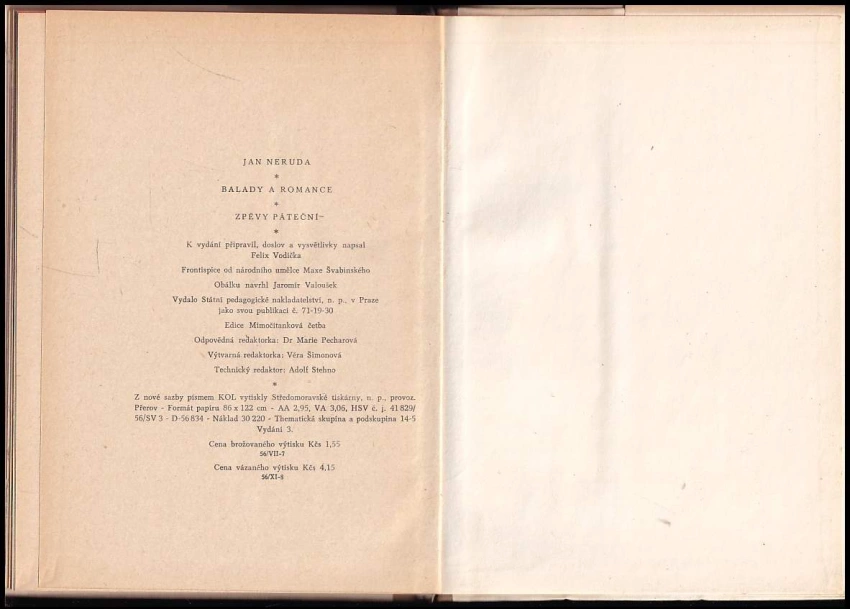 JAN NERUDA
*
BALADY A ROMANCE
*
ZPĚVY PÁTEČNÍ
*
K vydání připravil, doslov a vysvětlivky napsal
Felix Vodička
Frontispice od národního umělce Maxe Švabinského
Obálku navrhl Jaromír Valoušek
Vydalo Státní pedagogické nakladatelství, n. p., v Praze
jako svou publikaci č. 71-19-30
Edice Mimočítanková četba
Odpovědná redaktorka: Dr Marie Pecharová
Výtvarná redaktorka: Věra Šimonová
Technický redaktor: Adolf Stehno
*
Z nové sazby písmem KOL vytiskly Středomoravské tiskárny, n. p., provoz.
Přerov - Formát papíru 86 x 122 cm - AA 2,95, VA 3,06, HSV č. j. 41 829/
56/SV 3 - D-56 834 - Náklad 30 220 - Thematická skupina a podskupina 14-5
Vydání 3.
Cena brožovaného výtisku Kčs 1,55
56/VII-7
Cena vázaného výtisku Kčs 4,15
56/XI-8